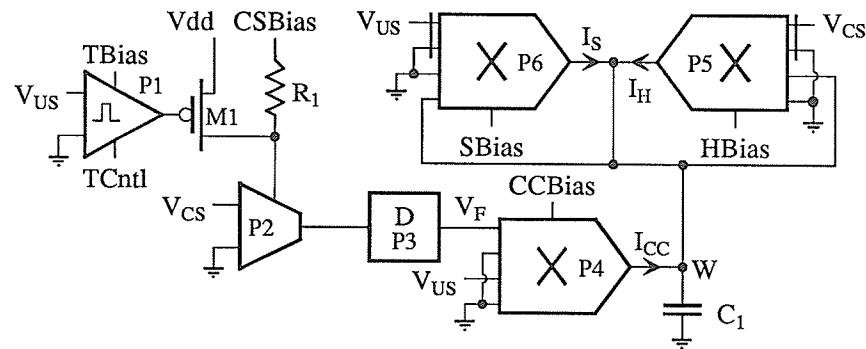 Vdd CSBias
TBias
P1
V_US
M1
R_1
TCntl
V_US
P6
I_S
P5
V_CS
I_H
SBias
HBias
V_CS
P2
D
P3
V_F
CCBias
P4
V_US
I_CC
W
C_1